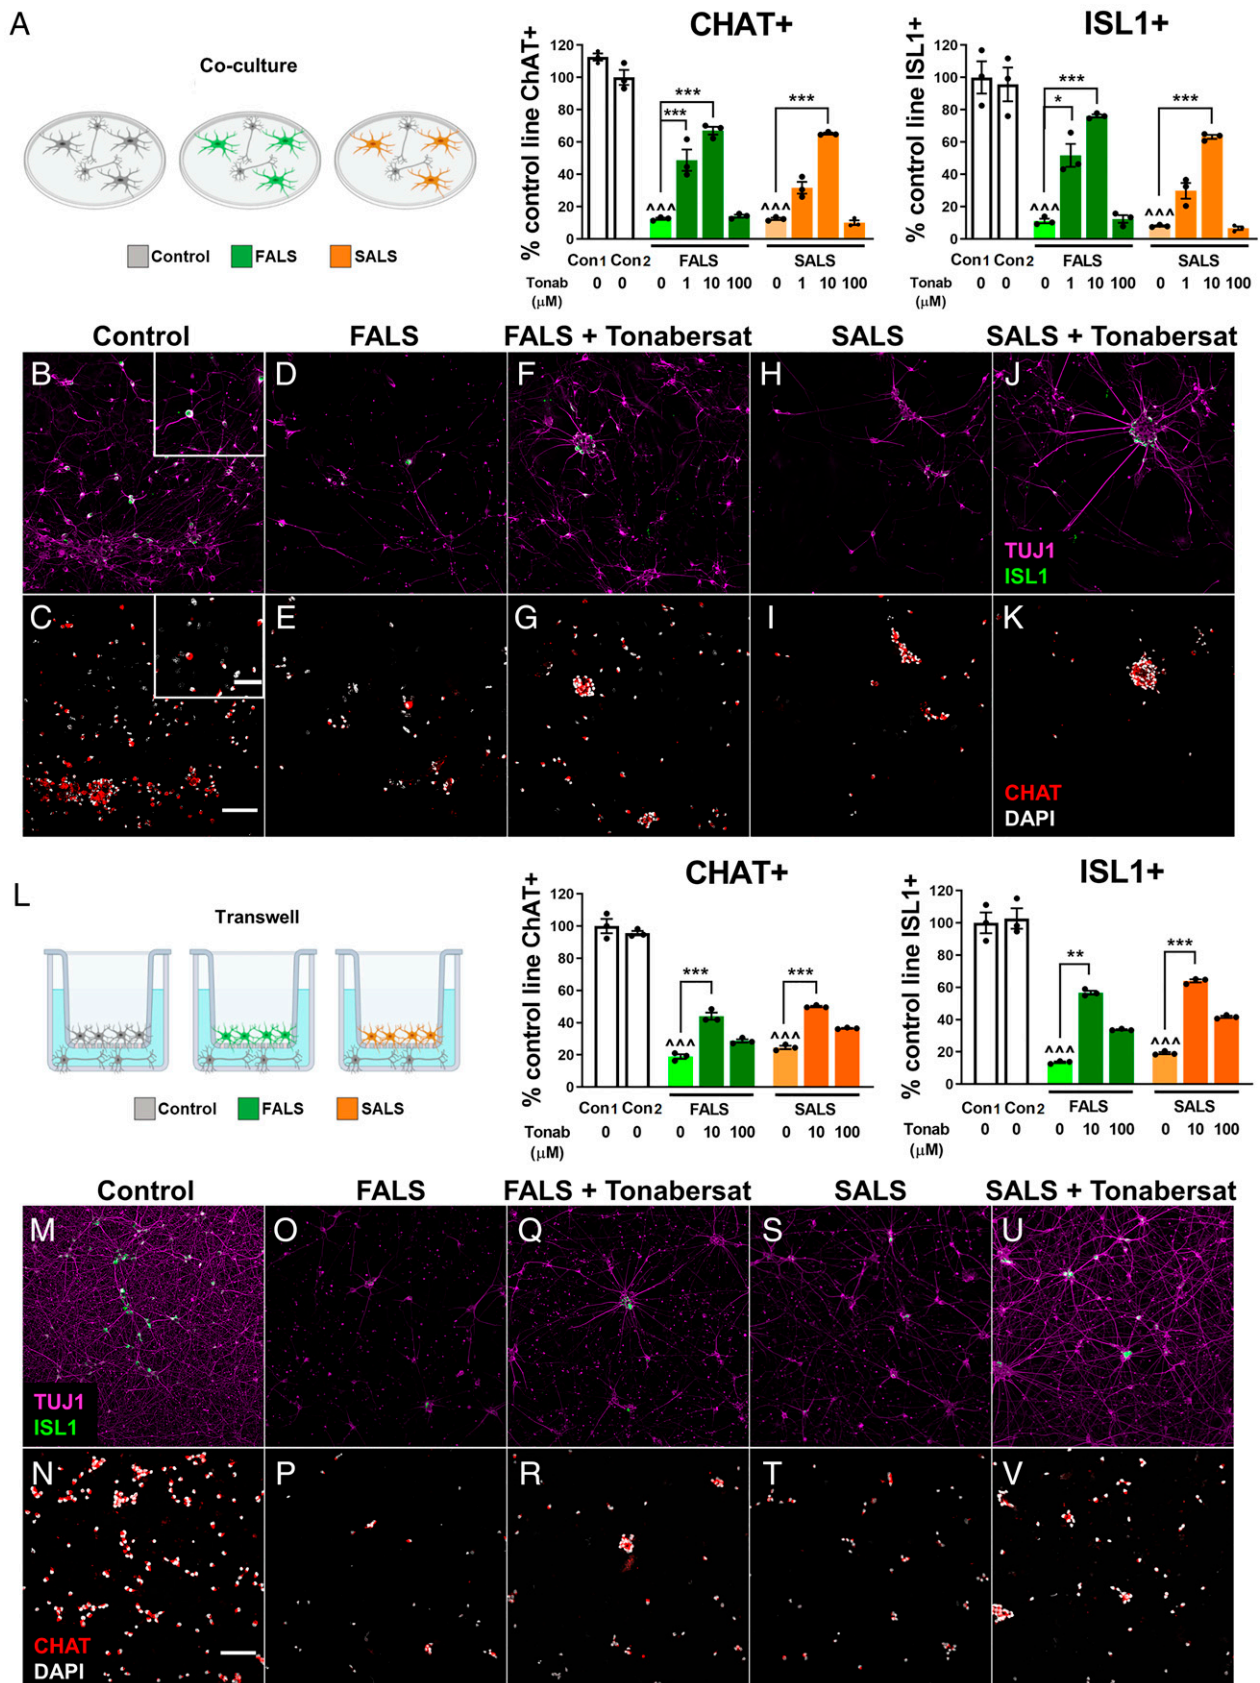 A
Co-culture
Control FALS SALS
CHAT+
% control line ChAT+
120
100
80
60
40
20
0
*** *** ***
^^^ ^^^
Con1 Con2 FALS SALS
Tonab (µM) 0 0 0 1 10 100 0 1 10 100
ISL1+
% control line ISL1+
120
100
80
60
40
20
0
* *** ***
^^^ ^^^
Con1 Con2 FALS SALS
Tonab (µM) 0 0 0 1 10 100 0 1 10 100
Control FALS FALS + Tonabersat SALS SALS + Tonabersat
B D F H J
TUJ1
ISL1
C E G I K
CHAT
DAPI
L
Transwell
Control FALS SALS
CHAT+
% control line ChAT+
120
100
80
60
40
20
0
*** ***
^^^ ^^^
Con1 Con2 FALS SALS
Tonab (µM) 0 0 0 10 100 0 10 100
ISL1+
% control line ISL1+
120
100
80
60
40
20
0
** ***
^^^ ^^^
Con1 Con2 FALS SALS
Tonab (µM) 0 0 0 10 100 0 10 100
Control FALS FALS + Tonabersat SALS SALS + Tonabersat
M O Q S U
TUJ1
ISL1
N P R T V
CHAT
DAPI